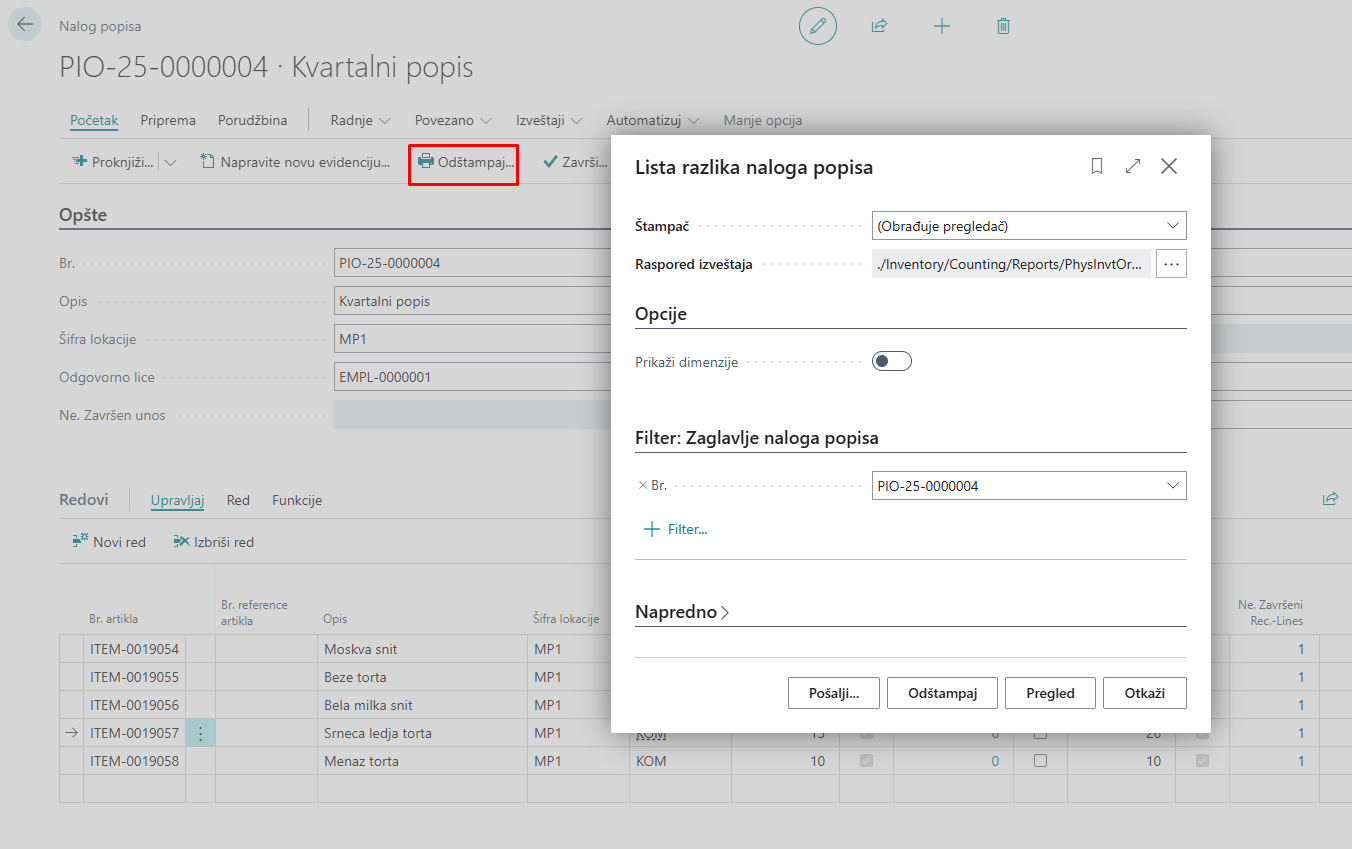 Nalog popisa
PIO-25-0000004 · Kvartalni popis
Početak Priprema Porudžbina Radnje Povezano Izveštaji Automatizuj Manje opcija
Proknjiži... Napravite novu evidenciju... Odštampaj... Završi...
Opšte
Br. PIO-25-0000004
Opis Kvartalni popis
Šifra lokacije MP1
Odgovorno lice EMPL-0000001
Ne. Završen unos
Lista razlika naloga popisa
Štampač (Obrađuje pregledač)
Raspored izveštaja ./Inventory/Counting/Reports/PhysInvtOr...
Opcije
Prikaži dimenzije
Filter: Zaglavlje naloga popisa
× Br. PIO-25-0000004
+ Filter...
Napredno
Pošalji... Odštampaj Pregled Otkaži
Redovi Upravljaj Red Funkcije
Novi red Izbriši red
Br. artikla Br. reference artikla Opis Šifra lokacije Ne. Završeni Rec.-Lines
ITEM-0019054 Moskva snit MP1 1
ITEM-0019055 Beze torta MP1 1
ITEM-0019056 Bela milka snit MP1 1
ITEM-0019057 Srneca ledja torta MP1 KOM 1
ITEM-0019058 Menaz torta MP1 KOM 10 0 10 1